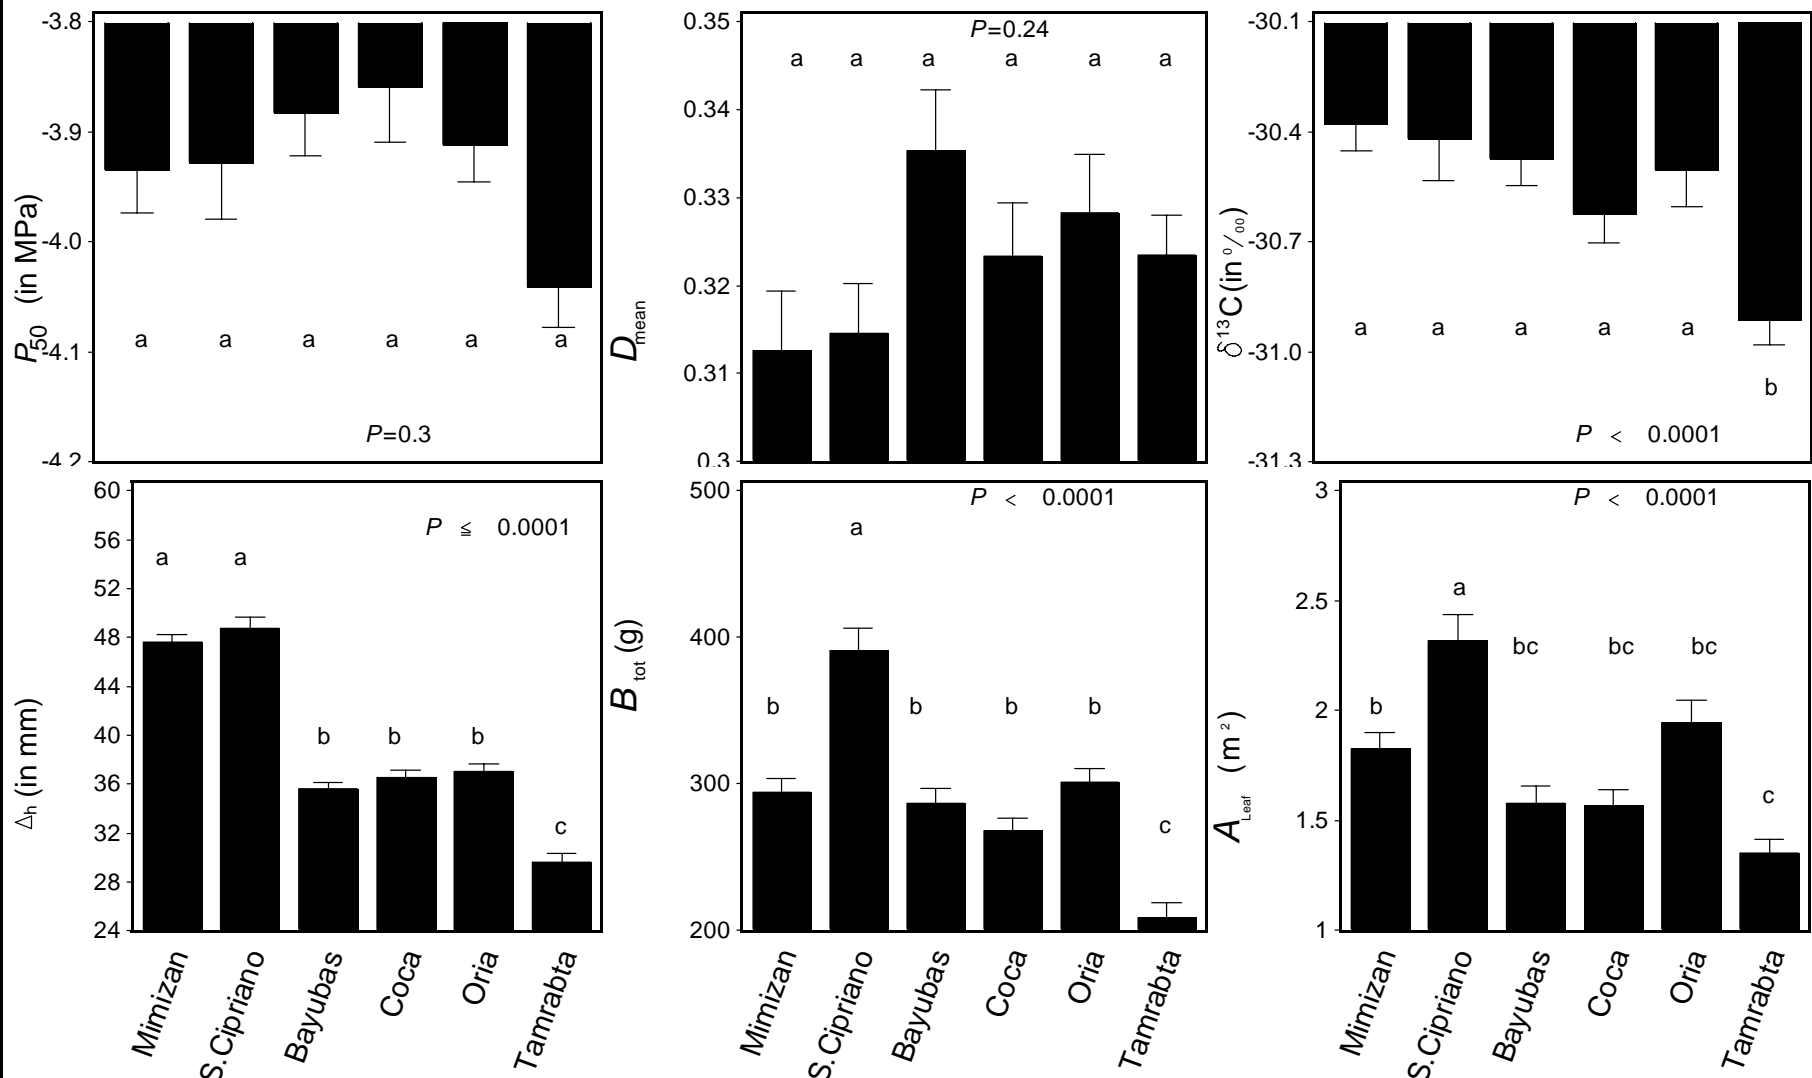 -3.8
-3.9
-4.0
-4.1
-4.2
P50 (in MPa)
a a a a a a
P=0.3
0.35
0.34
0.33
0.32
0.31
0.3
Dmean
P=0.24
a a a a a a
-30.1
-30.4
-30.7
-31.0
-31.3
δ13C(in 0/00)
a a a a a
b
P < 0.0001
60
56
52
48
44
40
36
32
28
24
Δh (in mm)
P ≦ 0.0001
a a
b b b
c
Mimizan
S.Cipriano
Bayubas
Coca
Oria
Tamrabta
500
400
300
200
B tot (g)
P < 0.0001
a
b b b b
c
Mimizan
S.Cipriano
Bayubas
Coca
Oria
Tamrabta
3
2.5
2
1.5
1
ALeaf (m2)
P < 0.0001
a
bc bc bc
b
c
Mimizan
S.Cipriano
Bayubas
Coca
Oria
Tamrabta